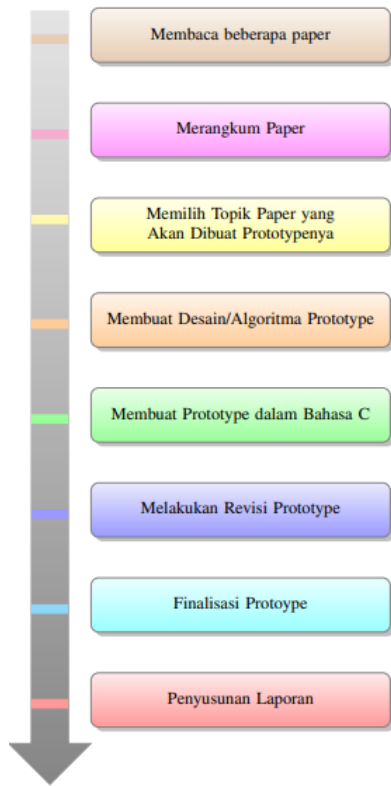 Membaca beberapa paper
Merangkum Paper
Memilih Topik Paper yang
Akan Dibuat Prototypenya
Membuat Desain/Algoritma Prototype
Membuat Prototype dalam Bahasa C
Melakukan Revisi Prototype
Finalisasi Protoype
Penyusunan Laporan